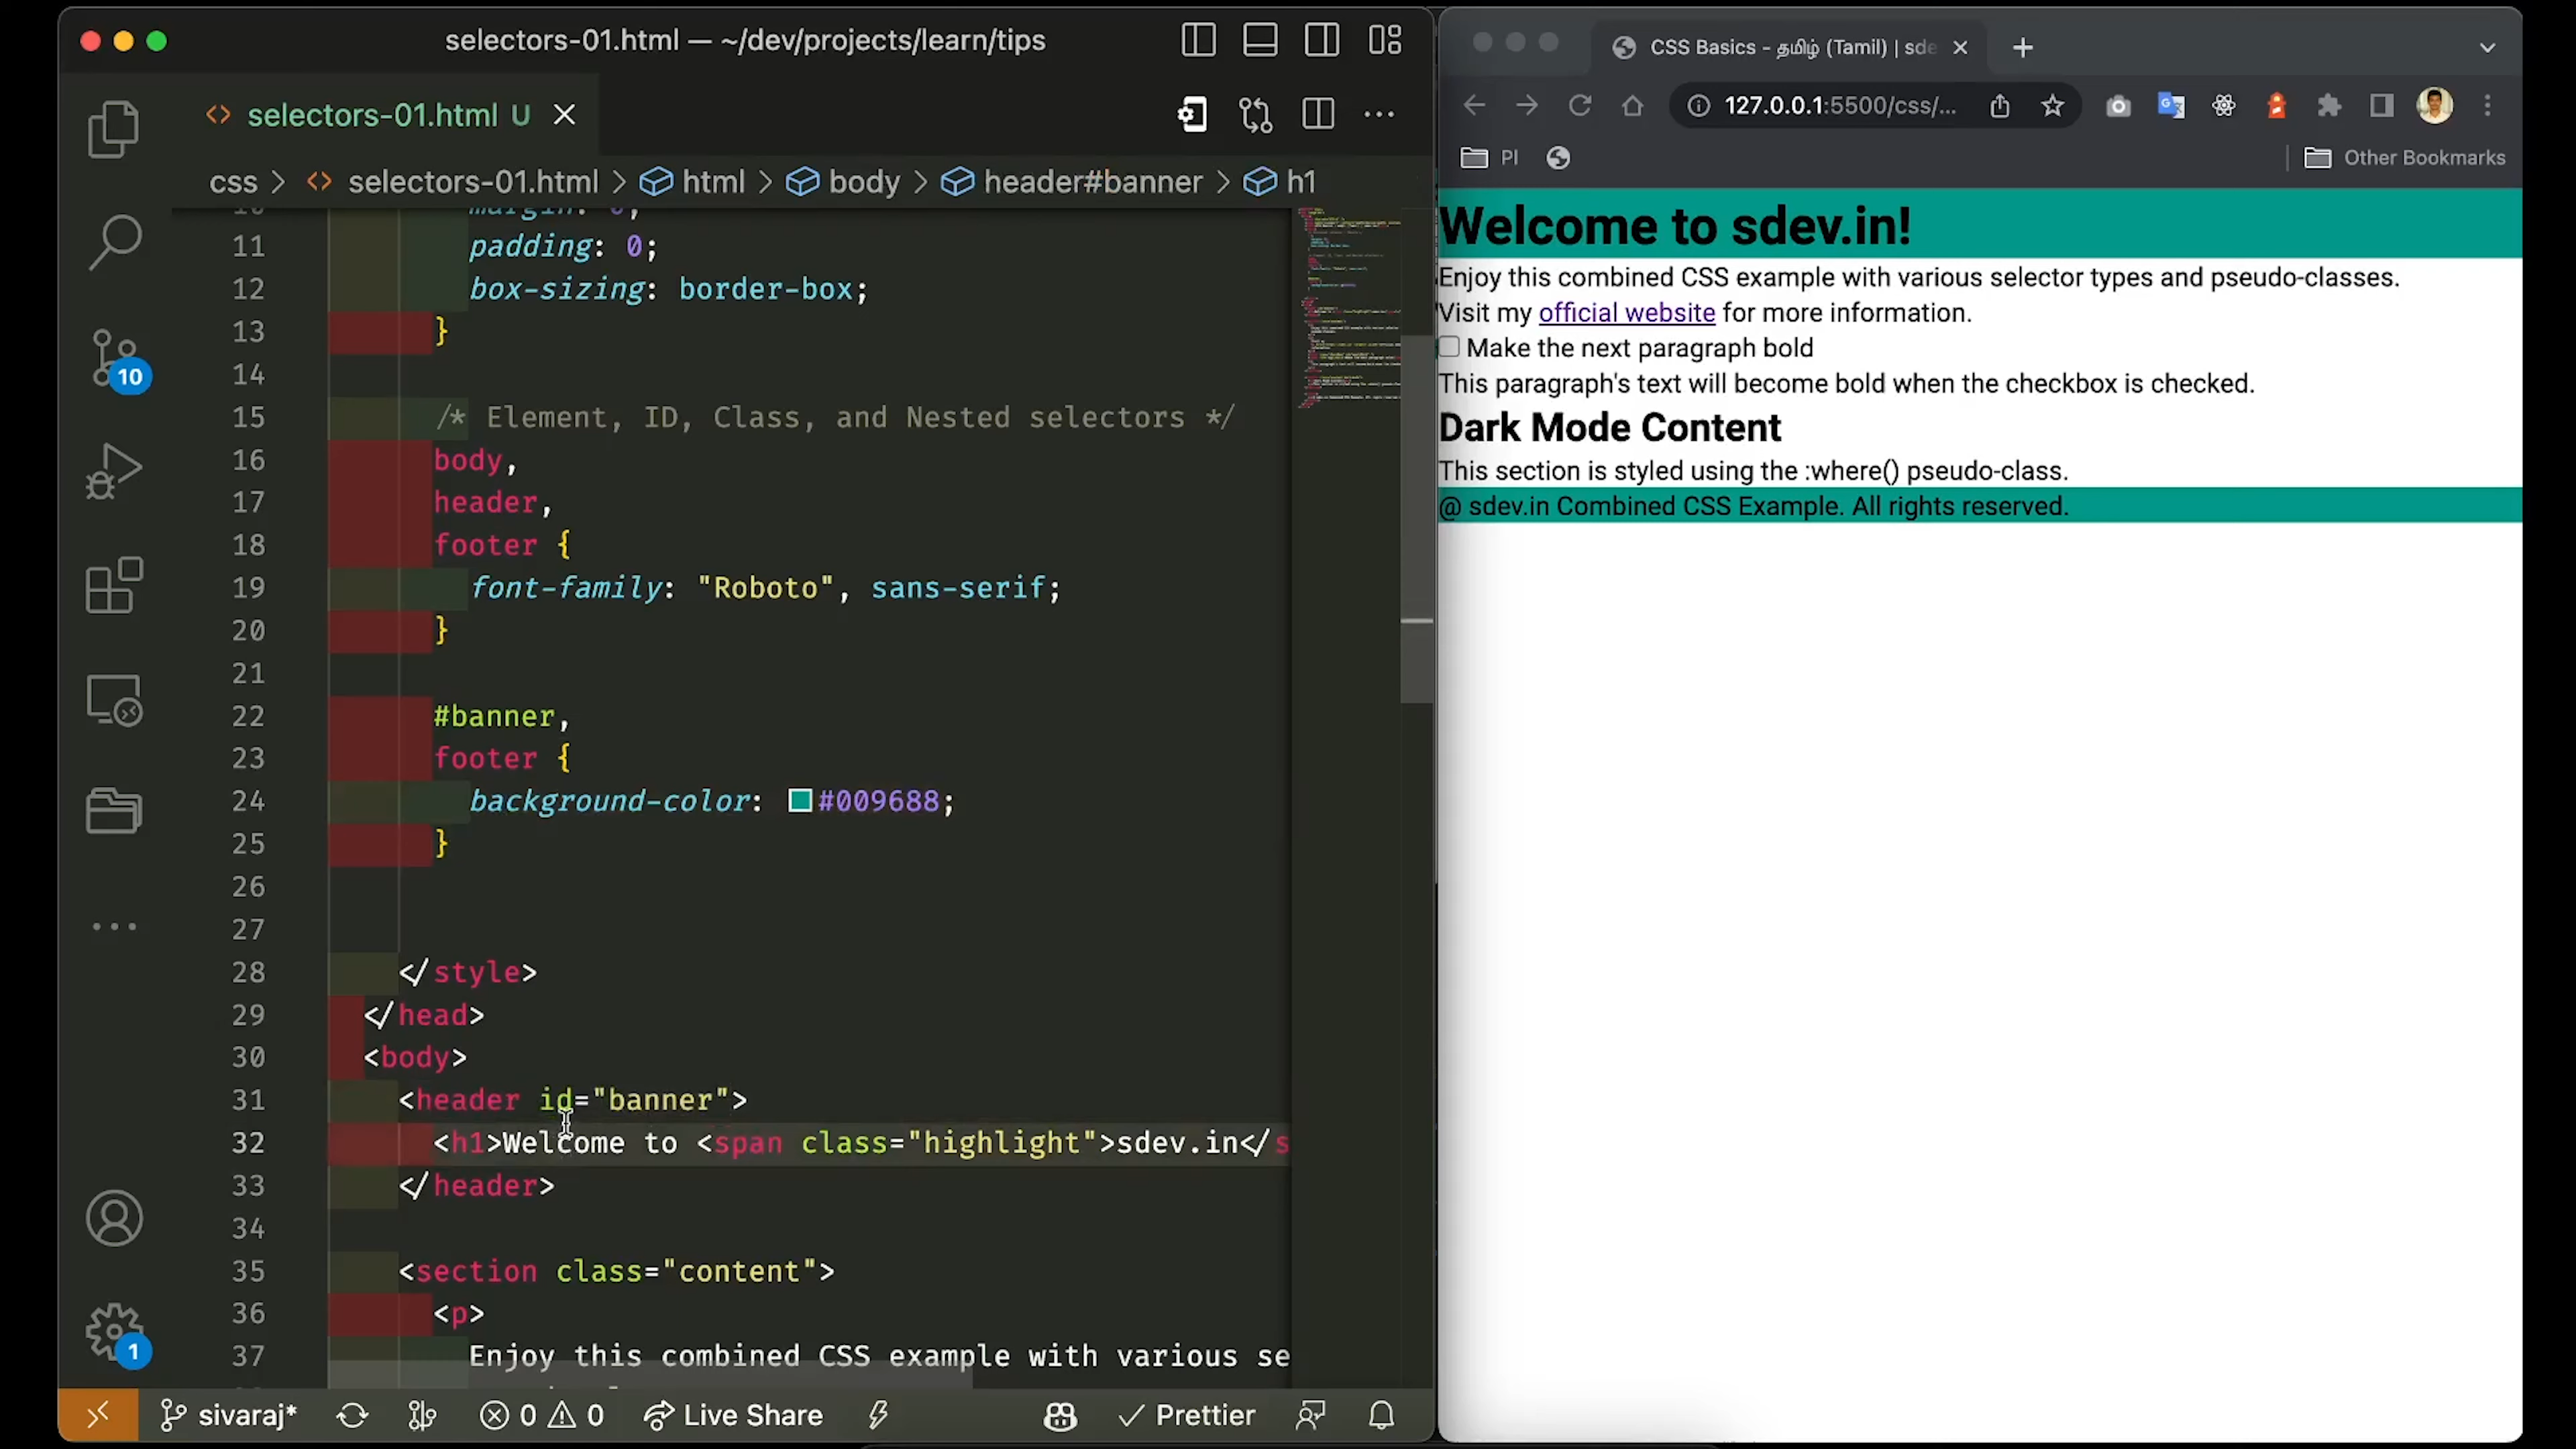 selectors-01.html — ~/dev/projects/learn/tips
selectors-01.html U
css > selectors-01.html > html > body > header#banner > h1
10 margin: 0;
11 padding: 0;
12 box-sizing: border-box;
13 }
14
15 /* Element, ID, Class, and Nested selectors */
16 body,
17 header,
18 footer {
19 font-family: "Roboto", sans-serif;
20 }
21
22 #banner,
23 footer {
24 background-color: #009688;
25 }
26
27
28 </style>
29 </head>
30 <body>
31 <header id="banner">
32 <h1>Welcome to <span class="highlight">sdev.in</s
33 </header>
34
35 <section class="content">
36 <p>
37 Enjoy this combined CSS example with various se
10
1
sivaraj* 0 0 Live Share Prettier
CSS Basics - தமிழ் (Tamil) | sde
127.0.0.1:5500/css/...
PI Other Bookmarks
Welcome to sdev.in!
Enjoy this combined CSS example with various selector types and pseudo-classes.
Visit my official website for more information.
Make the next paragraph bold
This paragraph's text will become bold when the checkbox is checked.
Dark Mode Content
This section is styled using the :where() pseudo-class.
@ sdev.in Combined CSS Example. All rights reserved.